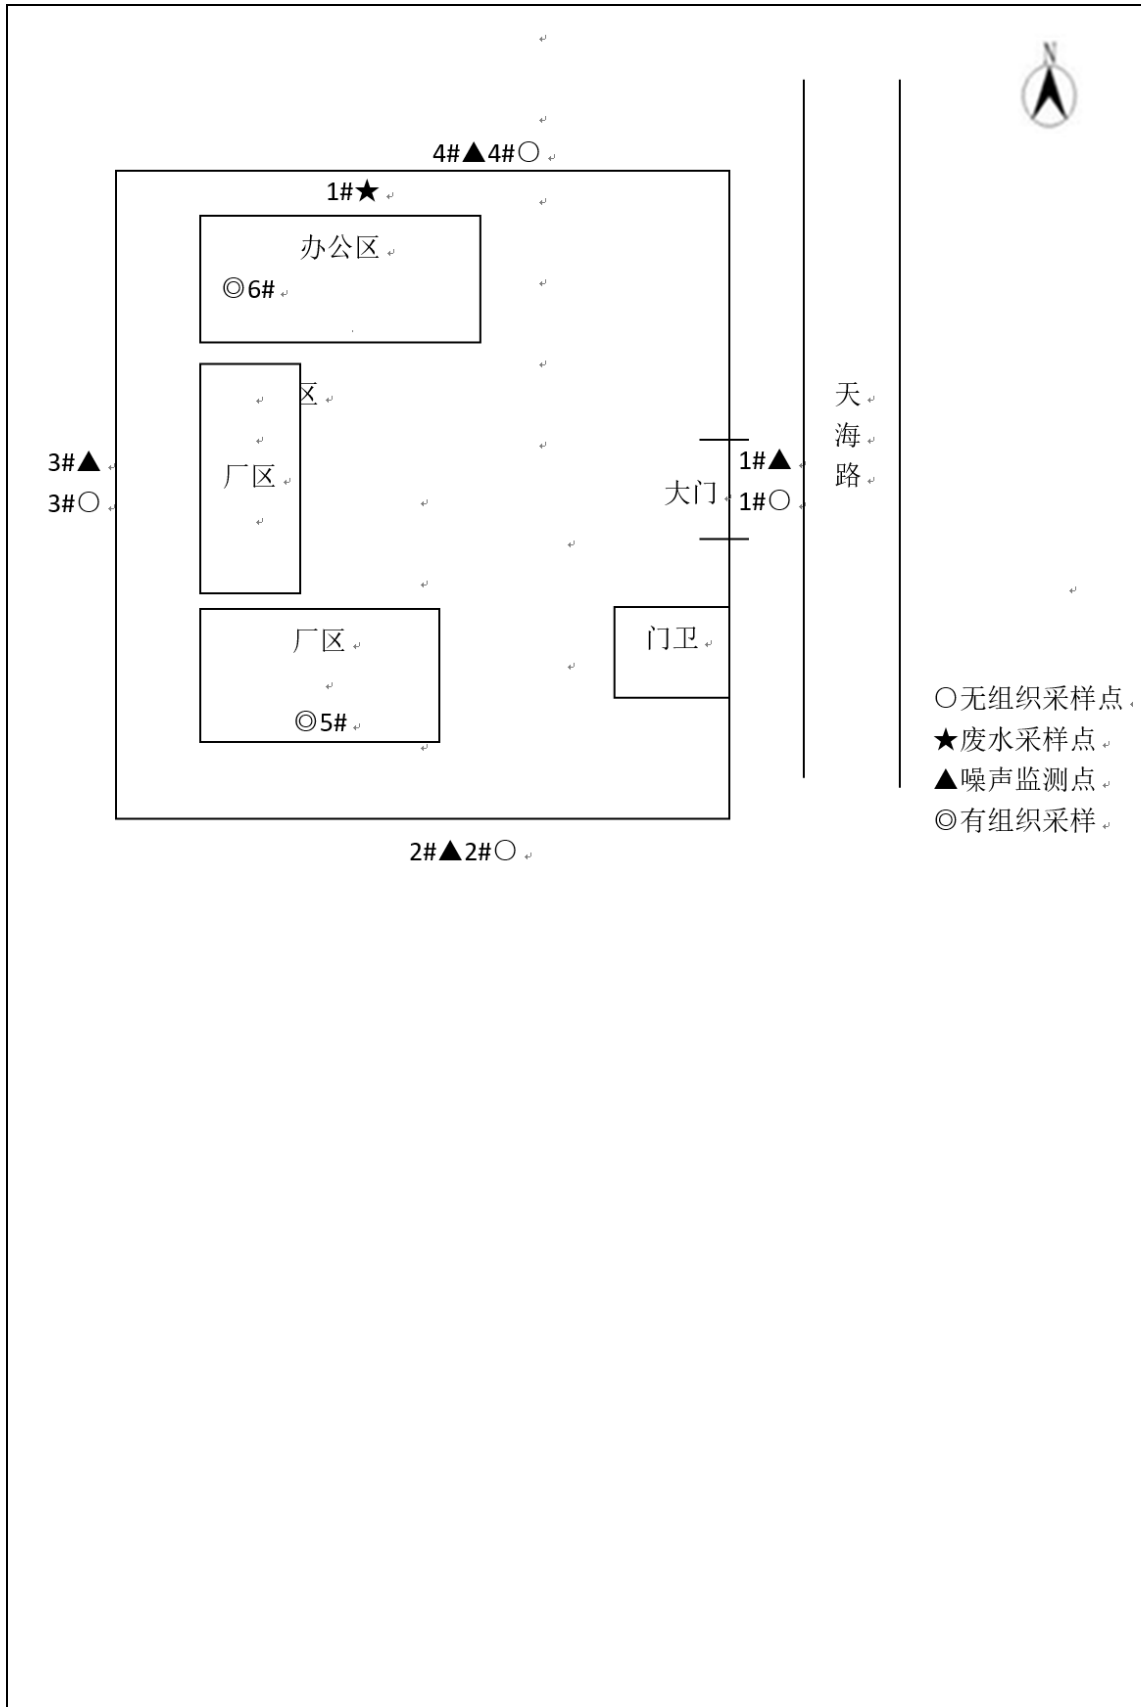 N
4#▲4#○
1#★
办公区
◎6#
区
天
海
路
3#▲
3#○
厂区
1#▲
大门
1#○
厂区
门卫
◎5#
○无组织采样点
★废水采样点
▲噪声监测点
◎有组织采样
2#▲2#○